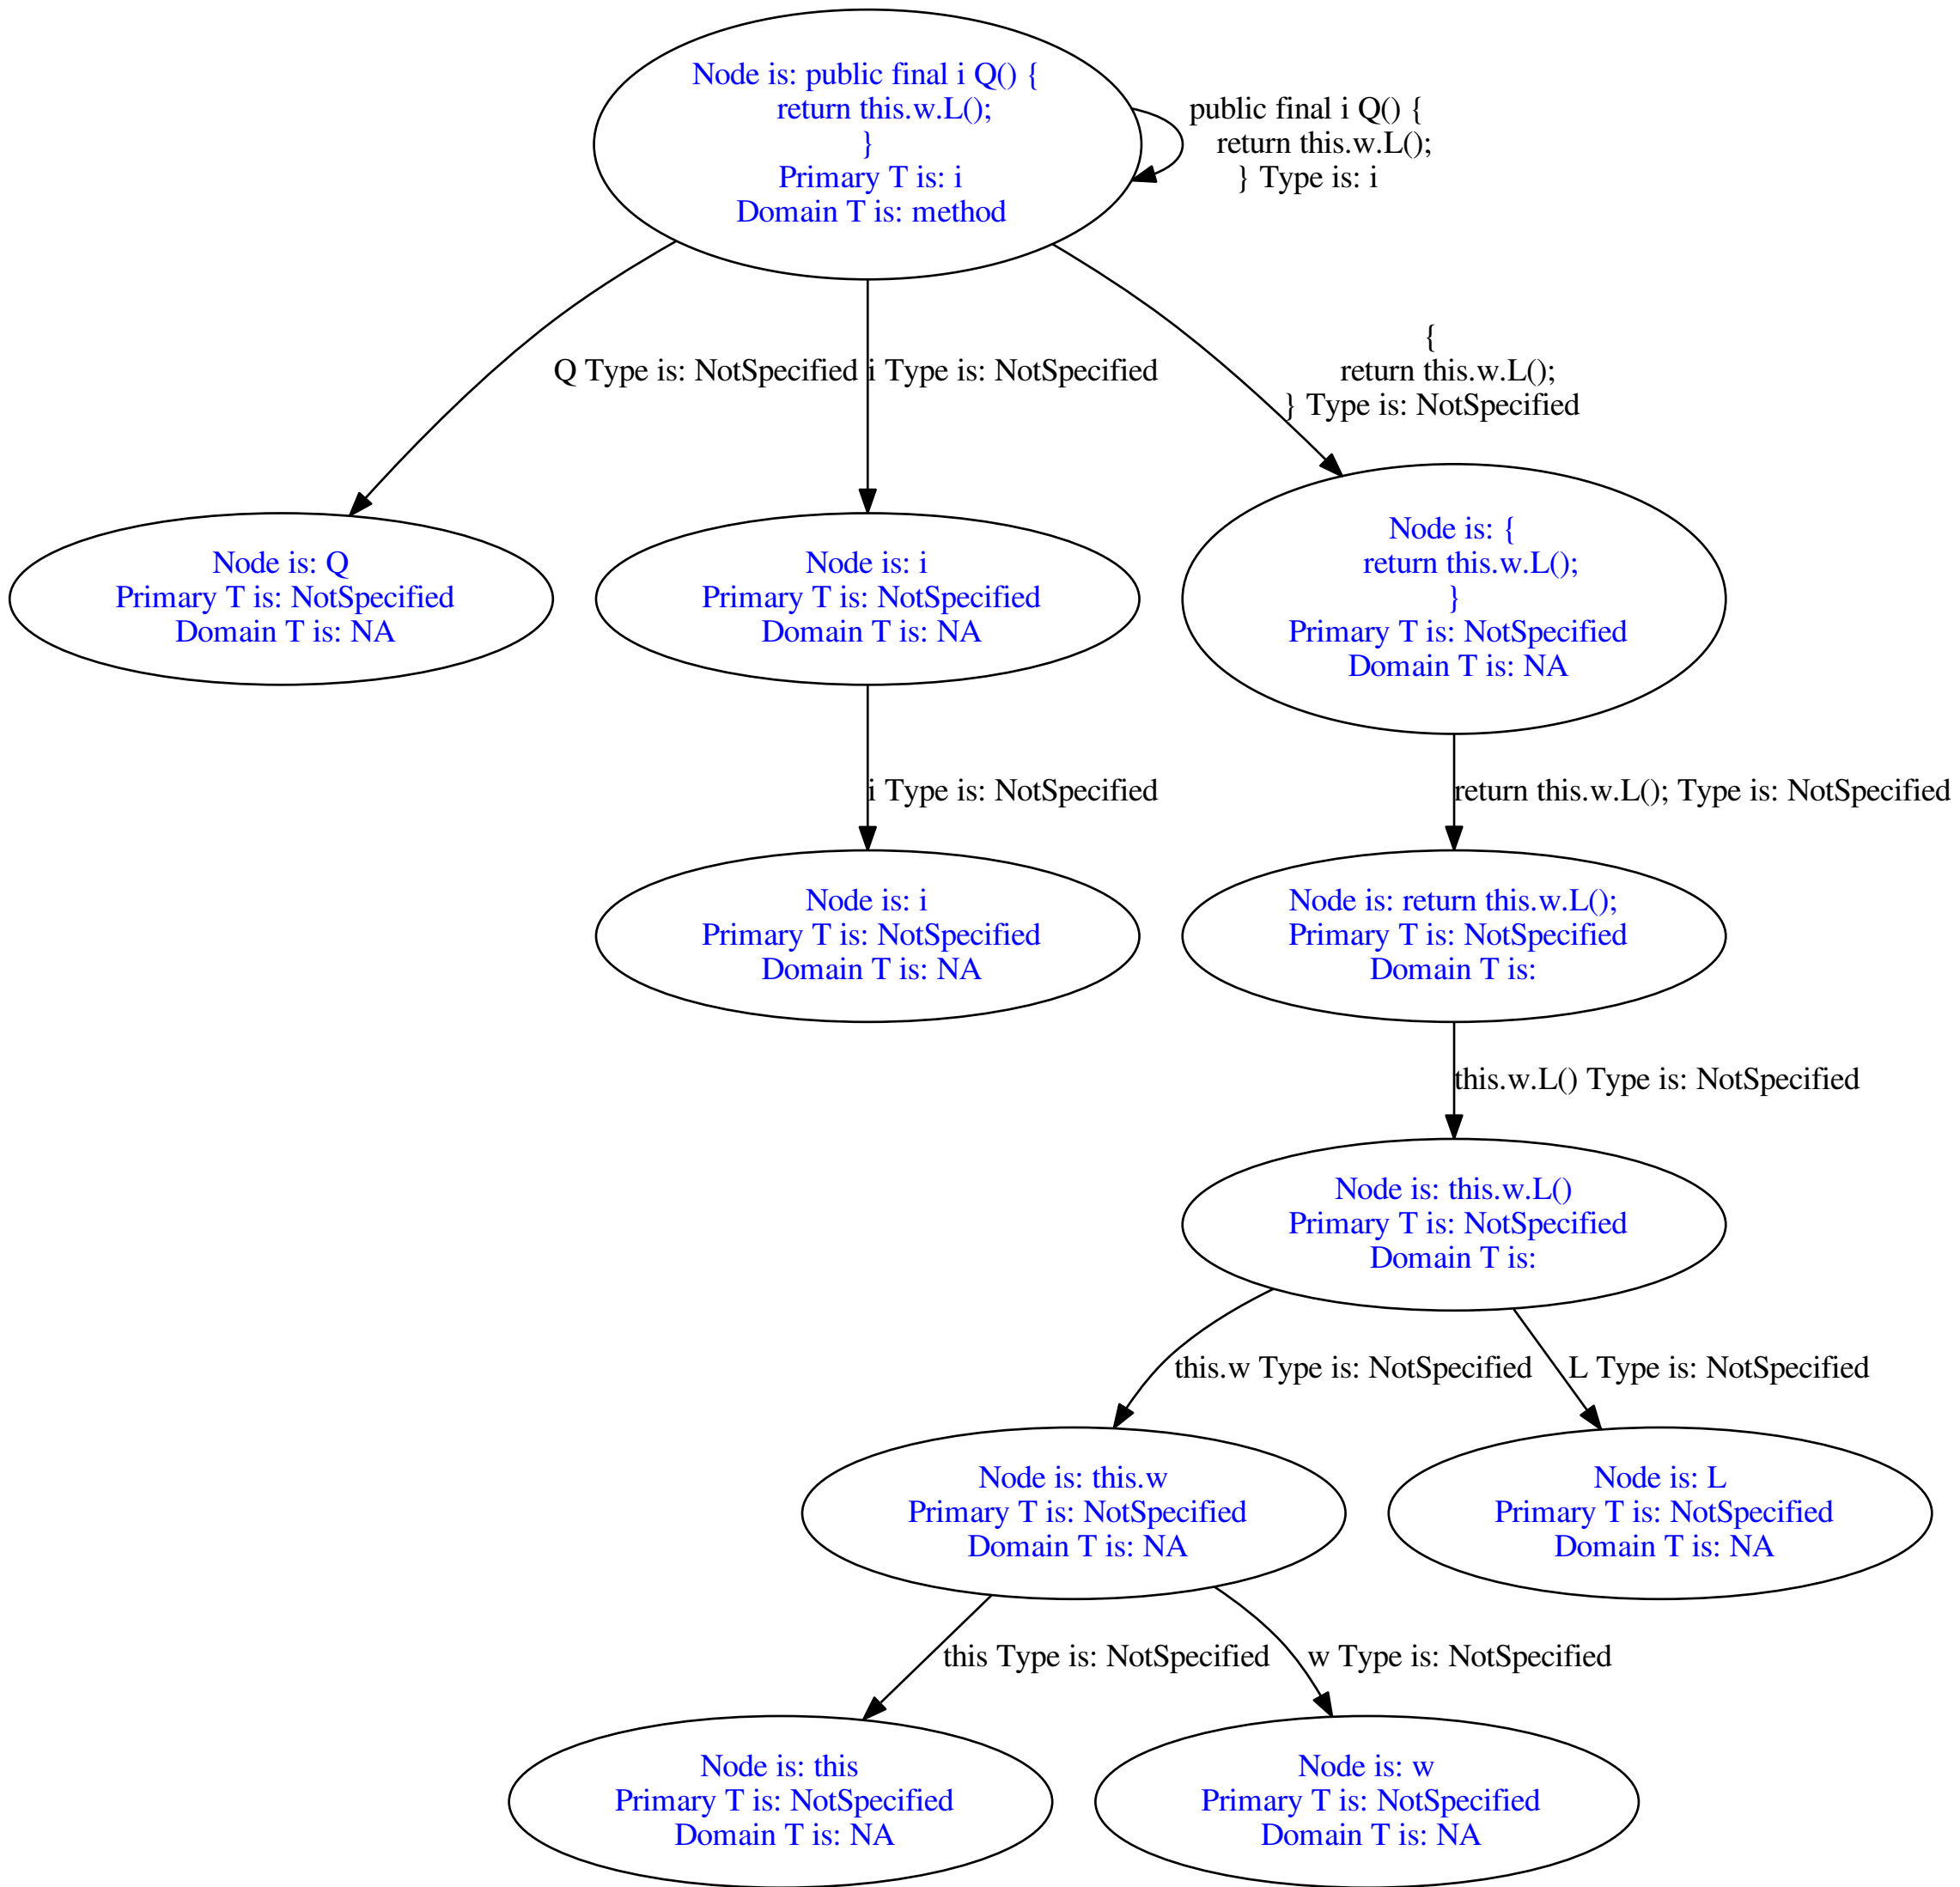 Node is: public final i Q() {
return this.w.L();
}
Primary T is: i
Domain T is: method
public final i Q() {
return this.w.L();
} Type is: i
Q Type is: NotSpecified
i Type is: NotSpecified
{
return this.w.L();
} Type is: NotSpecified
Node is: Q
Primary T is: NotSpecified
Domain T is: NA
Node is: i
Primary T is: NotSpecified
Domain T is: NA
Node is: {
return this.w.L();
}
Primary T is: NotSpecified
Domain T is: NA
i Type is: NotSpecified
return this.w.L(); Type is: NotSpecified
Node is: i
Primary T is: NotSpecified
Domain T is: NA
Node is: return this.w.L();
Primary T is: NotSpecified
Domain T is:
this.w.L() Type is: NotSpecified
Node is: this.w.L()
Primary T is: NotSpecified
Domain T is:
this.w Type is: NotSpecified
L Type is: NotSpecified
Node is: this.w
Primary T is: NotSpecified
Domain T is: NA
Node is: L
Primary T is: NotSpecified
Domain T is: NA
this Type is: NotSpecified
w Type is: NotSpecified
Node is: this
Primary T is: NotSpecified
Domain T is: NA
Node is: w
Primary T is: NotSpecified
Domain T is: NA